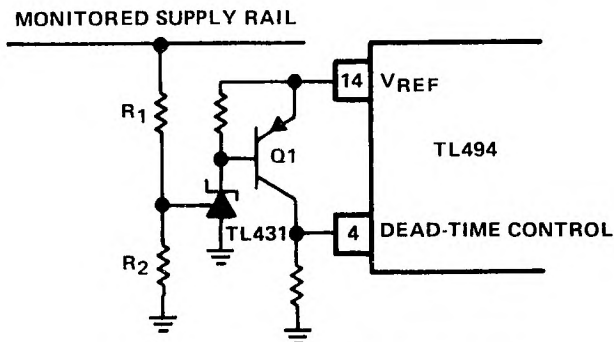 MONITORED SUPPLY RAIL
14 VREF
R1
Q1
TL494
TL431
4 DEAD-TIME CONTROL
R2